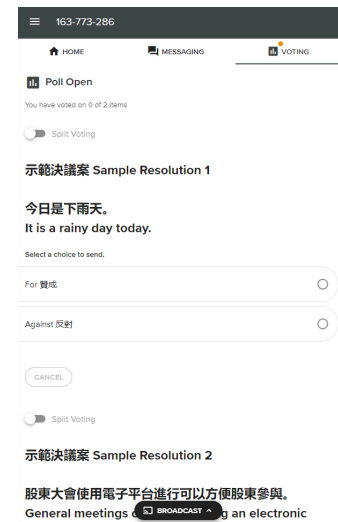 163-773-286
HOME MESSAGING VOTING
Poll Open
You have voted on 0 of 2 items
Split Voting
示範決議案 Sample Resolution 1
今日是下雨天。
It is a rainy day today.
Select a choice to send.
For 贊成
Against 反對
CANCEL
Split Voting
示範決議案 Sample Resolution 2
股東大會使用電子平台進行可以方便股東參與。
General meetings
BROADCAST
an electronic